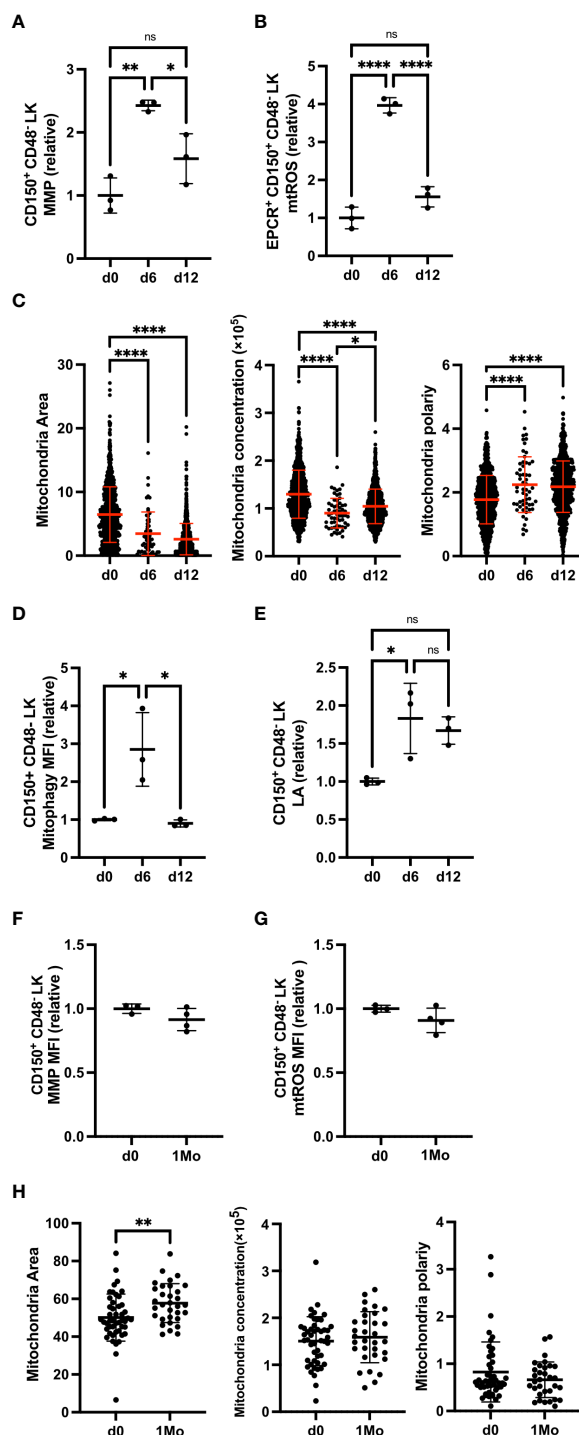 A
ns
** *
CD150+ CD48- LK
MMP (relative)
3
2
1
0
d0 d6 d12
B
ns
**** ****
EPCR+ CD150+ CD48- LK
mtROS (relative)
5
4
3
2
1
0
d0 d6 d12
C
****
****
Mitochondria Area
30
20
10
0
d0 d6 d12
****
**** *
Mitochondria concentration (×10⁵)
4
3
2
1
0
d0 d6 d12
****
****
Mitochondria polariy
6
4
2
0
d0 d6 d12
D
* *
CD150+ CD48- LK
Mitophagy MFI (relative)
5
4
3
2
1
0
d0 d6 d12
E
ns
* ns
CD150+ CD48- LK
LA (relative)
2.5
2.0
1.5
1.0
0.5
0.0
d0 d6 d12
F
CD150+ CD48- LK
MMP MFI (relative )
1.5
1.0
0.5
0.0
d0 1Mo
G
CD150+ CD48- LK
mtROS MFI (relative )
1.5
1.0
0.5
0.0
d0 1Mo
H
**
Mitochondria Area
100
80
60
40
20
0
d0 1Mo
Mitochondria concentration(×10⁵)
4
3
2
1
0
d0 1Mo
Mitochondria polariy
4
3
2
1
0
d0 1Mo